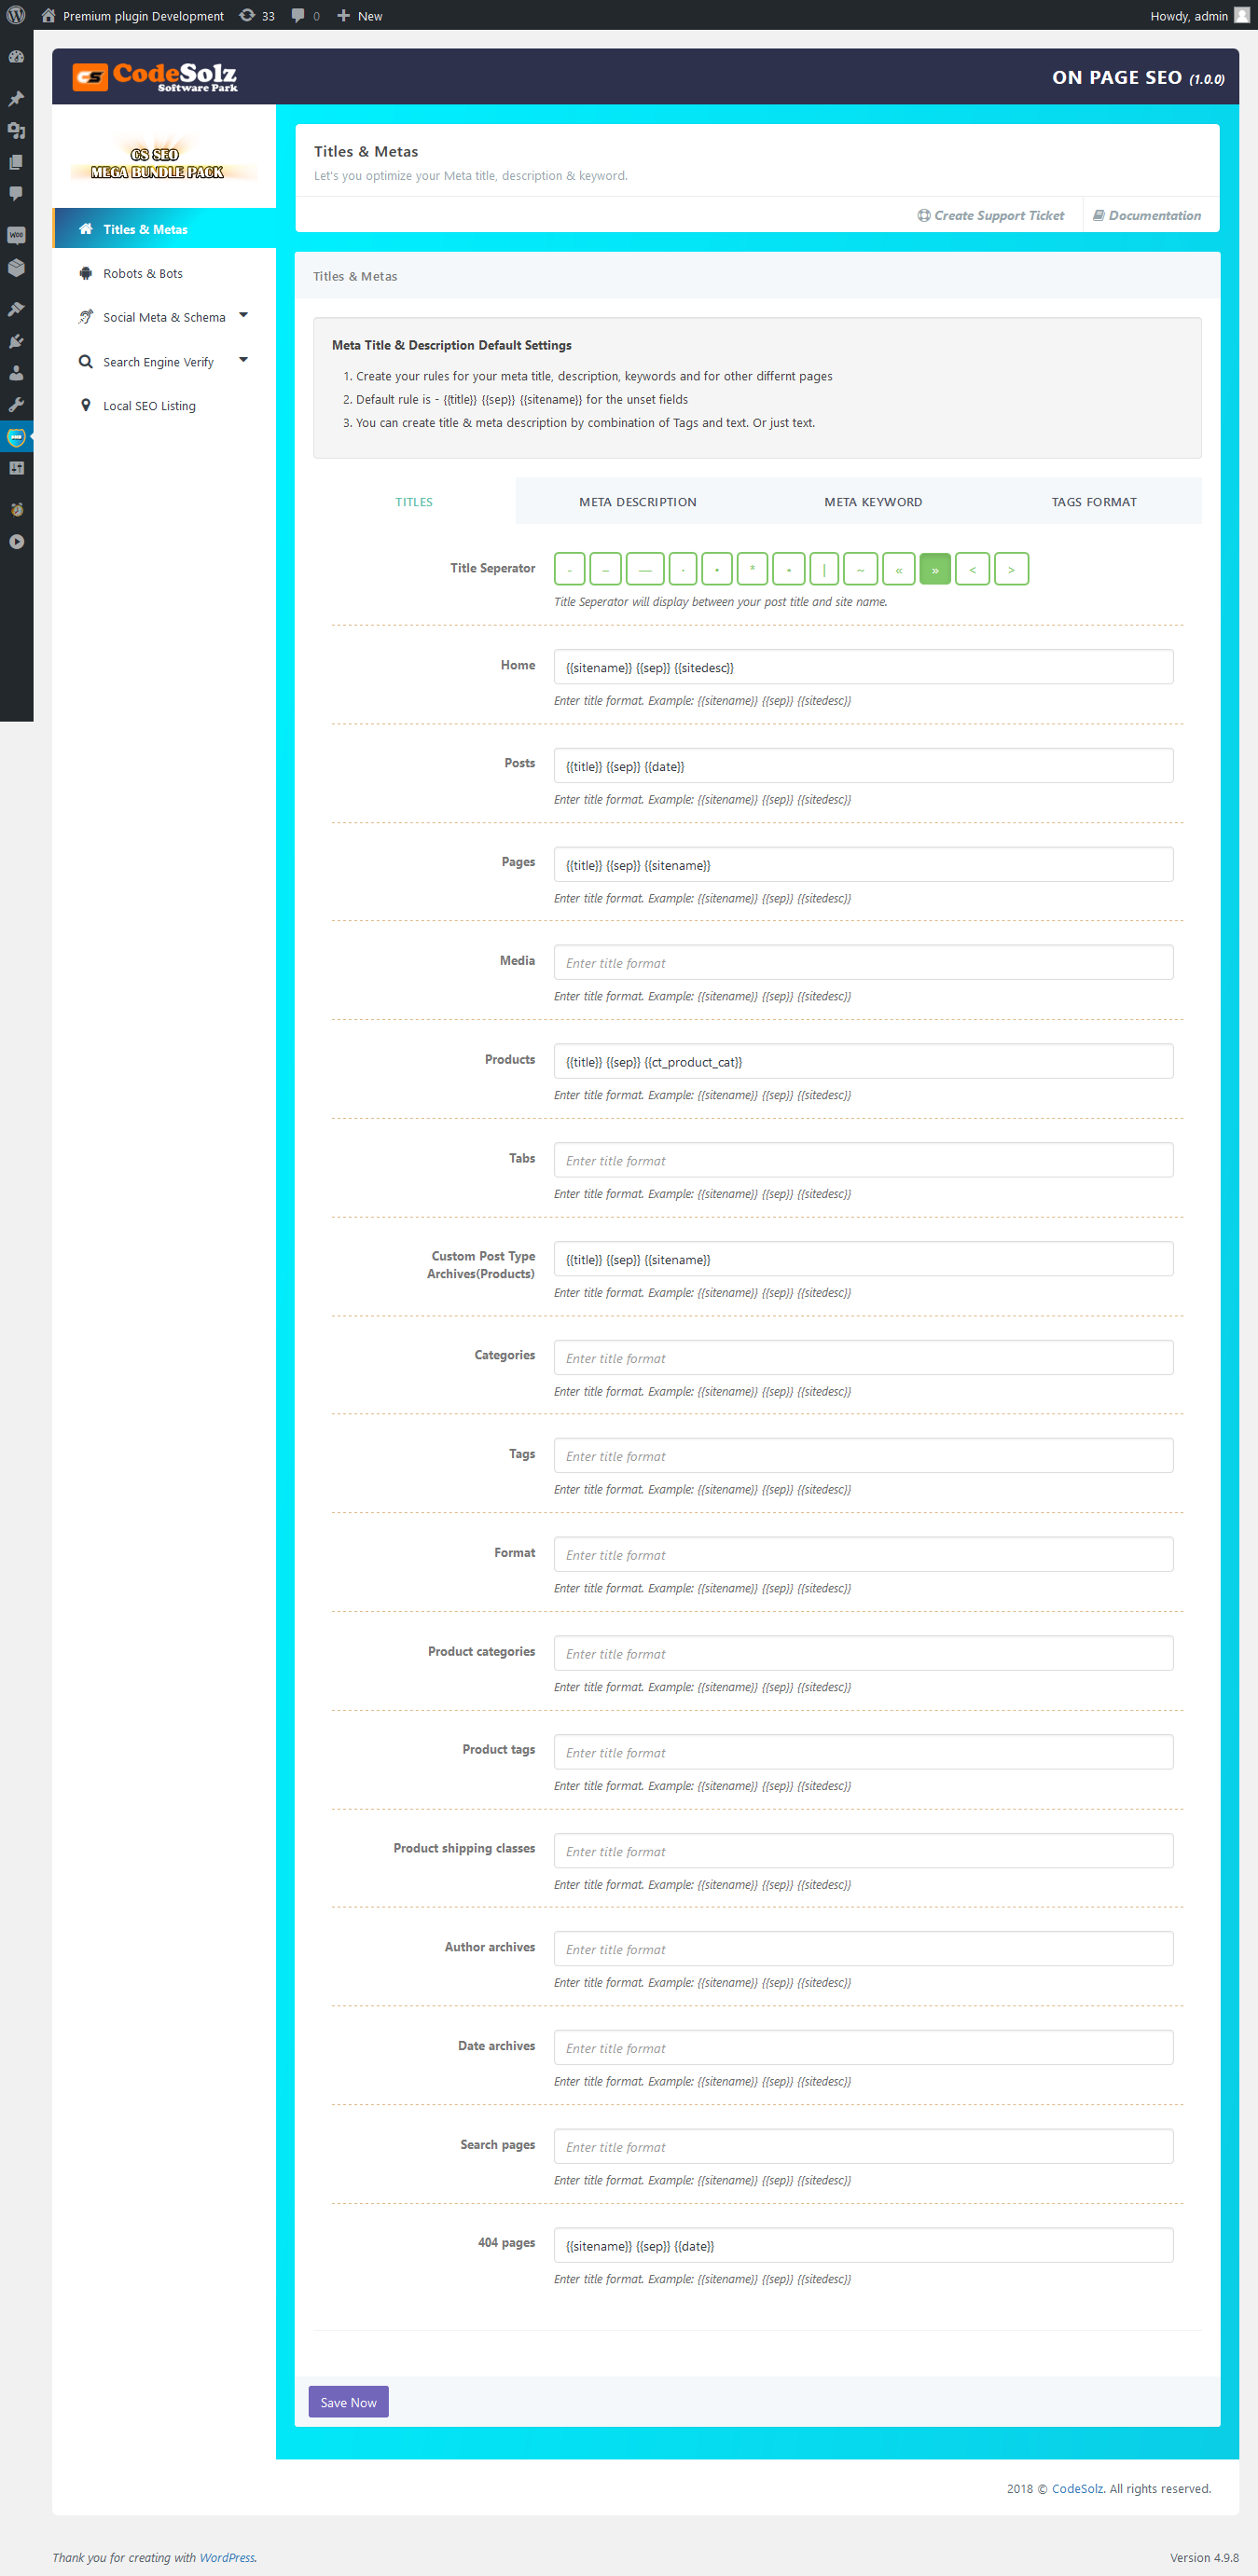 Premium plugin Development 33 0 New
Howdy, admin
CS CodeSolz
Software Park
ON PAGE SEO (1.0.0)
CS SEO
MEGA BUNDLE PACK
Titles & Metas
Robots & Bots
Social Meta & Schema
Search Engine Verify
Local SEO Listing
Titles & Metas
Let's you optimize your Meta title, description & keyword.
Create Support Ticket
Documentation
Titles & Metas
Meta Title & Description Default Settings
1. Create your rules for your meta title, description, keywords and for other differnt pages
2. Default rule is - {{title}} {{sep}} {{sitename}} for the unset fields
3. You can create title & meta description by combination of Tags and text. Or just text.
TITLES
META DESCRIPTION
META KEYWORD
TAGS FORMAT
Title Seperator
- – — · • * ⋆ | ~ « » < >
Title Seperator will display between your post title and site name.
Home
{{sitename}} {{sep}} {{sitedesc}}
Enter title format. Example: {{sitename}} {{sep}} {{sitedesc}}
Posts
{{title}} {{sep}} {{date}}
Enter title format. Example: {{sitename}} {{sep}} {{sitedesc}}
Pages
{{title}} {{sep}} {{sitename}}
Enter title format. Example: {{sitename}} {{sep}} {{sitedesc}}
Media
Enter title format
Enter title format. Example: {{sitename}} {{sep}} {{sitedesc}}
Products
{{title}} {{sep}} {{ct_product_cat}}
Enter title format. Example: {{sitename}} {{sep}} {{sitedesc}}
Tabs
Enter title format
Enter title format. Example: {{sitename}} {{sep}} {{sitedesc}}
Custom Post Type
Archives(Products)
{{title}} {{sep}} {{sitename}}
Enter title format. Example: {{sitename}} {{sep}} {{sitedesc}}
Categories
Enter title format
Enter title format. Example: {{sitename}} {{sep}} {{sitedesc}}
Tags
Enter title format
Enter title format. Example: {{sitename}} {{sep}} {{sitedesc}}
Format
Enter title format
Enter title format. Example: {{sitename}} {{sep}} {{sitedesc}}
Product categories
Enter title format
Enter title format. Example: {{sitename}} {{sep}} {{sitedesc}}
Product tags
Enter title format
Enter title format. Example: {{sitename}} {{sep}} {{sitedesc}}
Product shipping classes
Enter title format
Enter title format. Example: {{sitename}} {{sep}} {{sitedesc}}
Author archives
Enter title format
Enter title format. Example: {{sitename}} {{sep}} {{sitedesc}}
Date archives
Enter title format
Enter title format. Example: {{sitename}} {{sep}} {{sitedesc}}
Search pages
Enter title format
Enter title format. Example: {{sitename}} {{sep}} {{sitedesc}}
404 pages
{{sitename}} {{sep}} {{date}}
Enter title format. Example: {{sitename}} {{sep}} {{sitedesc}}
Save Now
2018 © CodeSolz. All rights reserved.
Thank you for creating with WordPress.
Version 4.9.8